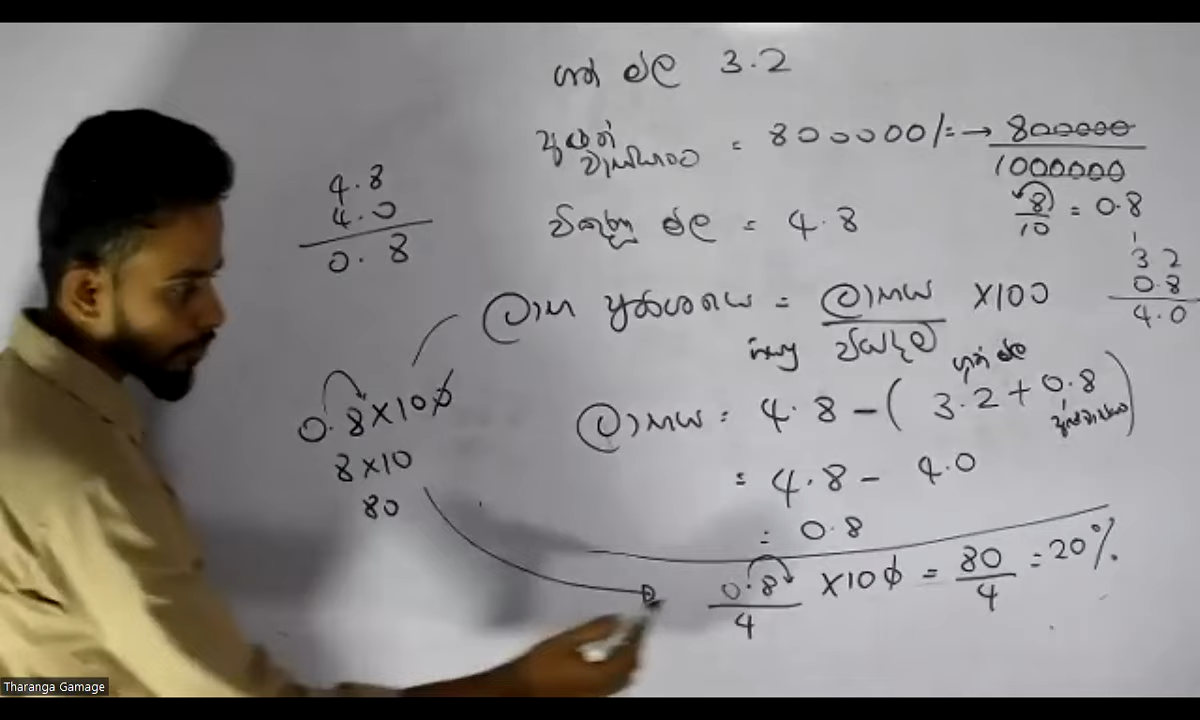 ගත් මිල 3.2
= 800000/= → 800000
1000000
8
10
= 0.8
විකුණු මිල = 4.8
4.8
4.0
0.8
3 2
0.8
4.0
ලාභ ප්‍රතිශතය = ලාභය ×100
වියදම
ගත් මිල
ලාභය = 4.8 - ( 3.2 + 0.8 )
= 4.8 - 4.0
= 0.8
0.8×100
8×10
80
0.8 ×100 = 80 = 20%
4 4
Tharanga Gamage